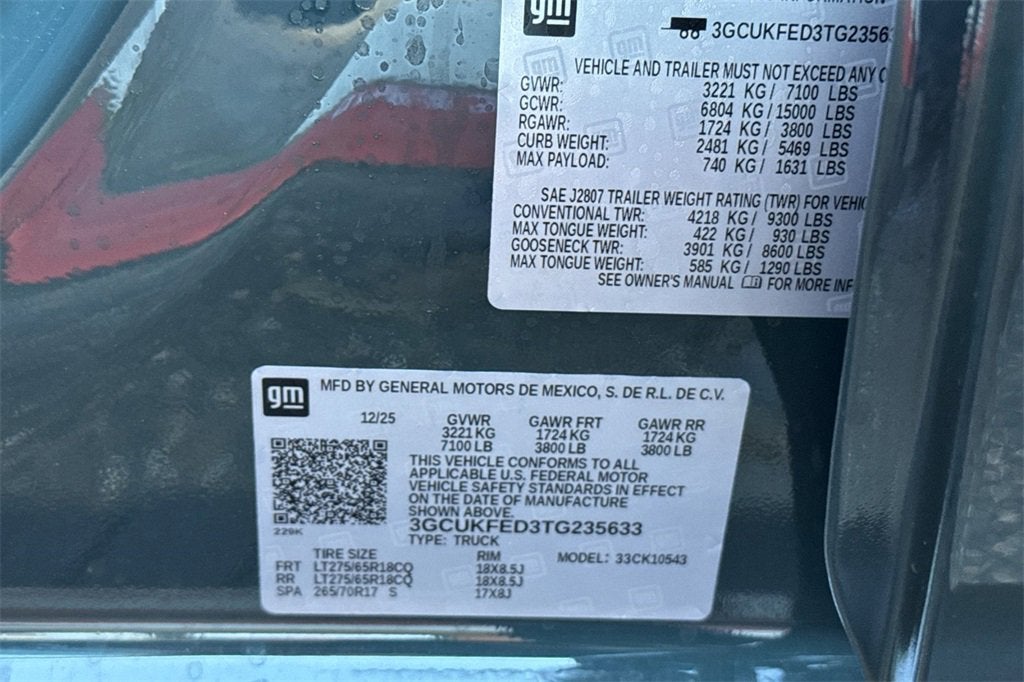 gm
INFORMATION
3GCUKFED3TG23563
VEHICLE AND TRAILER MUST NOT EXCEED ANY
GVWR: 3221 KG / 7100 LBS
GCWR: 6804 KG / 15000 LBS
RGAWR: 1724 KG / 3800 LBS
CURB WEIGHT: 2481 KG / 5469 LBS
MAX PAYLOAD: 740 KG / 1631 LBS
SAE J2807 TRAILER WEIGHT RATING (TWR) FOR VEHIC
CONVENTIONAL TWR: 4218 KG / 9300 LBS
MAX TONGUE WEIGHT: 422 KG / 930 LBS
GOOSENECK TWR: 3901 KG / 8600 LBS
MAX TONGUE WEIGHT: 585 KG / 1290 LBS
SEE OWNER'S MANUAL FOR MORE INF
gm MFD BY GENERAL MOTORS DE MEXICO, S. DE R.L. DE C.V.
12/25 GVWR GAWR FRT GAWR RR
3221 KG 1724 KG 1724 KG
7100 LB 3800 LB 3800 LB
THIS VEHICLE CONFORMS TO ALL
APPLICABLE U.S. FEDERAL MOTOR
VEHICLE SAFETY STANDARDS IN EFFECT
ON THE DATE OF MANUFACTURE
SHOWN ABOVE.
229K 3GCUKFED3TG235633
TYPE: TRUCK
TIRE SIZE RIM MODEL: 33CK10543
FRT LT275/65R18CQ 18X8.5J
RR LT275/65R18CQ 18X8.5J
SPA 265/70R17 S 17X8J